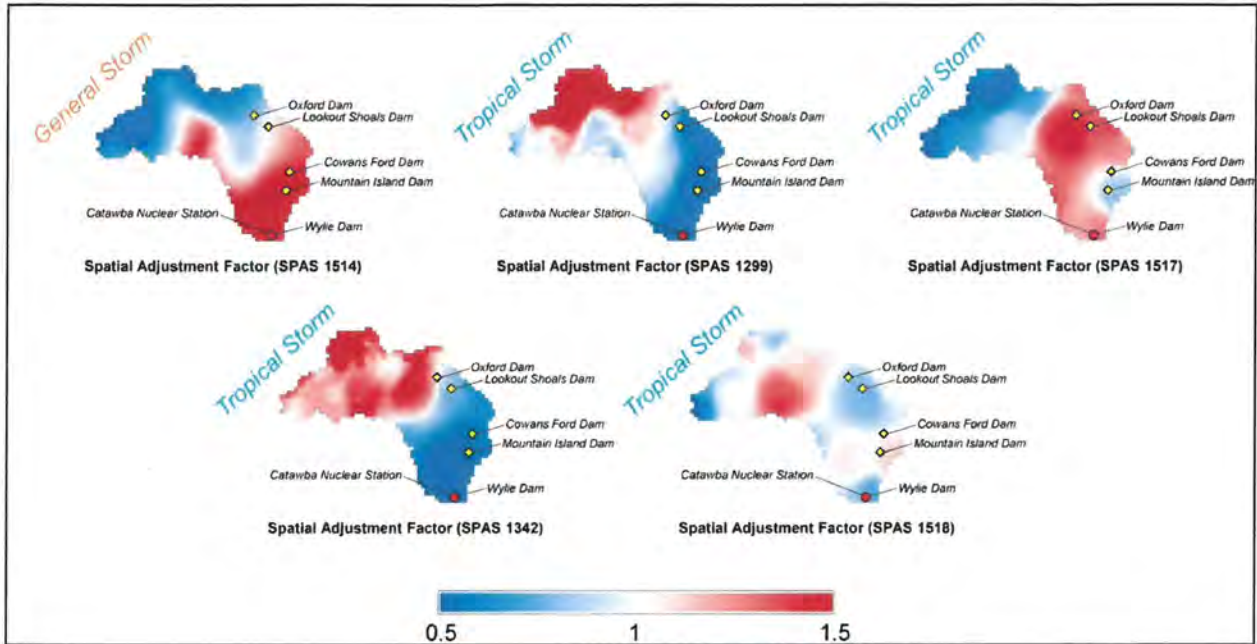 General Storm
Oxford Dam
Lookout Shoals Dam
Cowans Ford Dam
Mountain Island Dam
Catawba Nuclear Station
Wylie Dam
Spatial Adjustment Factor (SPAS 1514)
Tropical Storm
Oxford Dam
Lookout Shoals Dam
Cowans Ford Dam
Mountain Island Dam
Catawba Nuclear Station
Wylie Dam
Spatial Adjustment Factor (SPAS 1299)
Tropical Storm
Oxford Dam
Lookout Shoals Dam
Cowans Ford Dam
Mountain Island Dam
Catawba Nuclear Station
Wylie Dam
Spatial Adjustment Factor (SPAS 1517)
Tropical Storm
Oxford Dam
Lookout Shoals Dam
Cowans Ford Dam
Mountain Island Dam
Catawba Nuclear Station
Wylie Dam
Spatial Adjustment Factor (SPAS 1342)
Tropical Storm
Oxford Dam
Lookout Shoals Dam
Cowans Ford Dam
Mountain Island Dam
Catawba Nuclear Station
Wylie Dam
Spatial Adjustment Factor (SPAS 1518)
0.5 1 1.5